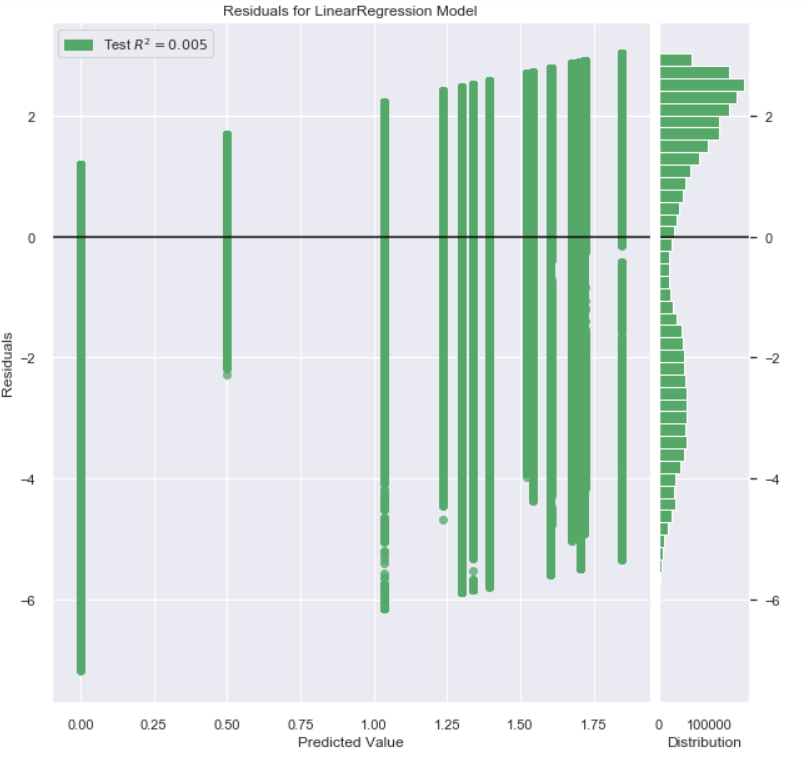 Residuals for LinearRegression Model
Test R² = 0.005
2
0
−2
−4
−6
Residuals
2
0
−2
−4
−6
0.00 0.25 0.50 0.75 1.00 1.25 1.50 1.75
Predicted Value
0 100000
Distribution